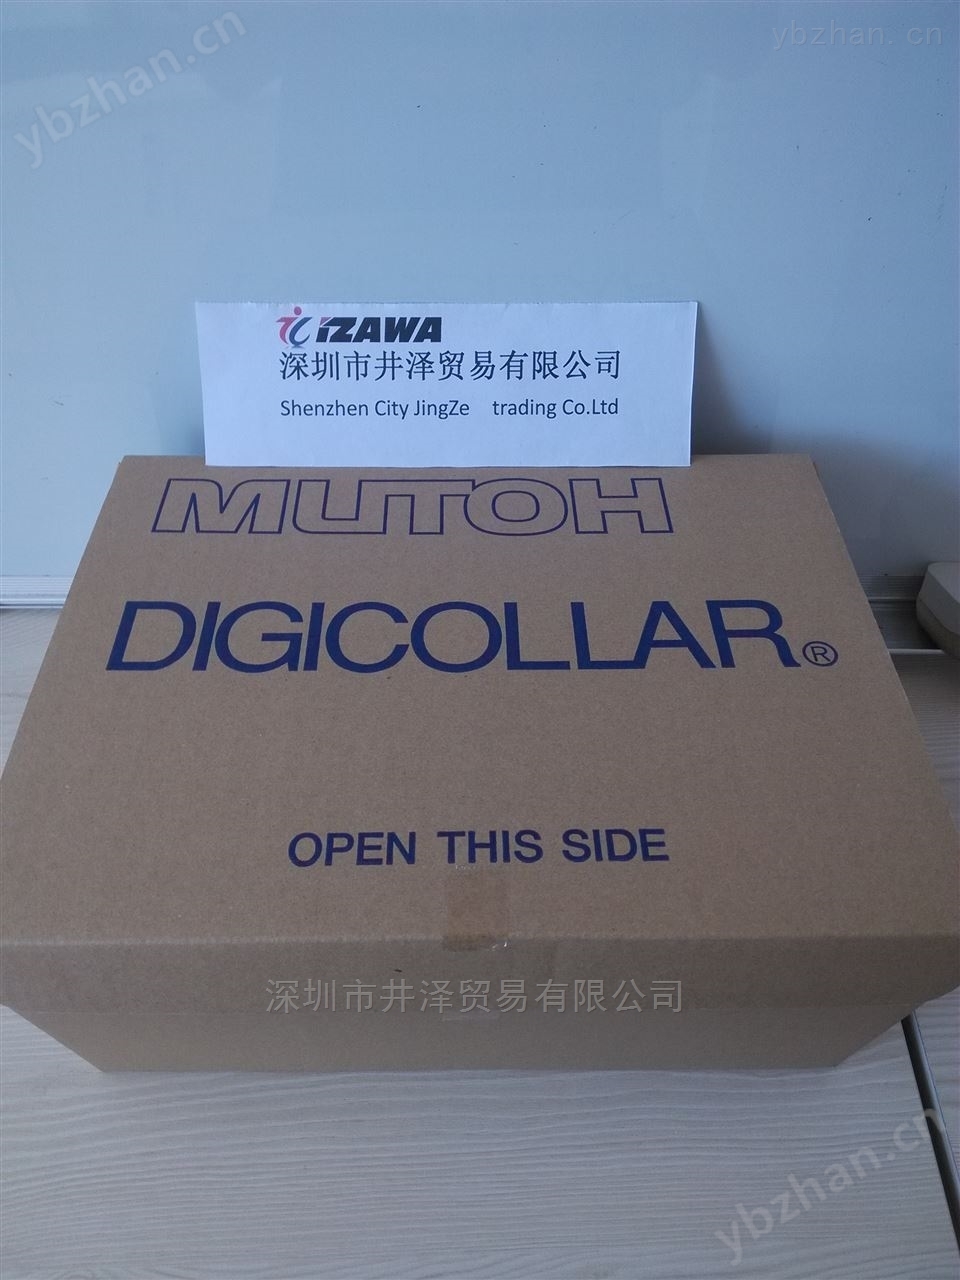 ybzhan.cn
ybzhan.cn
IZAWA
深圳市井泽贸易有限公司
Shenzhen City JingZe trading Co.Ltd
MUTOH
DIGICOLLAR®
OPEN THIS SIDE
深圳市井泽贸易有限公司
ybzhan.cn